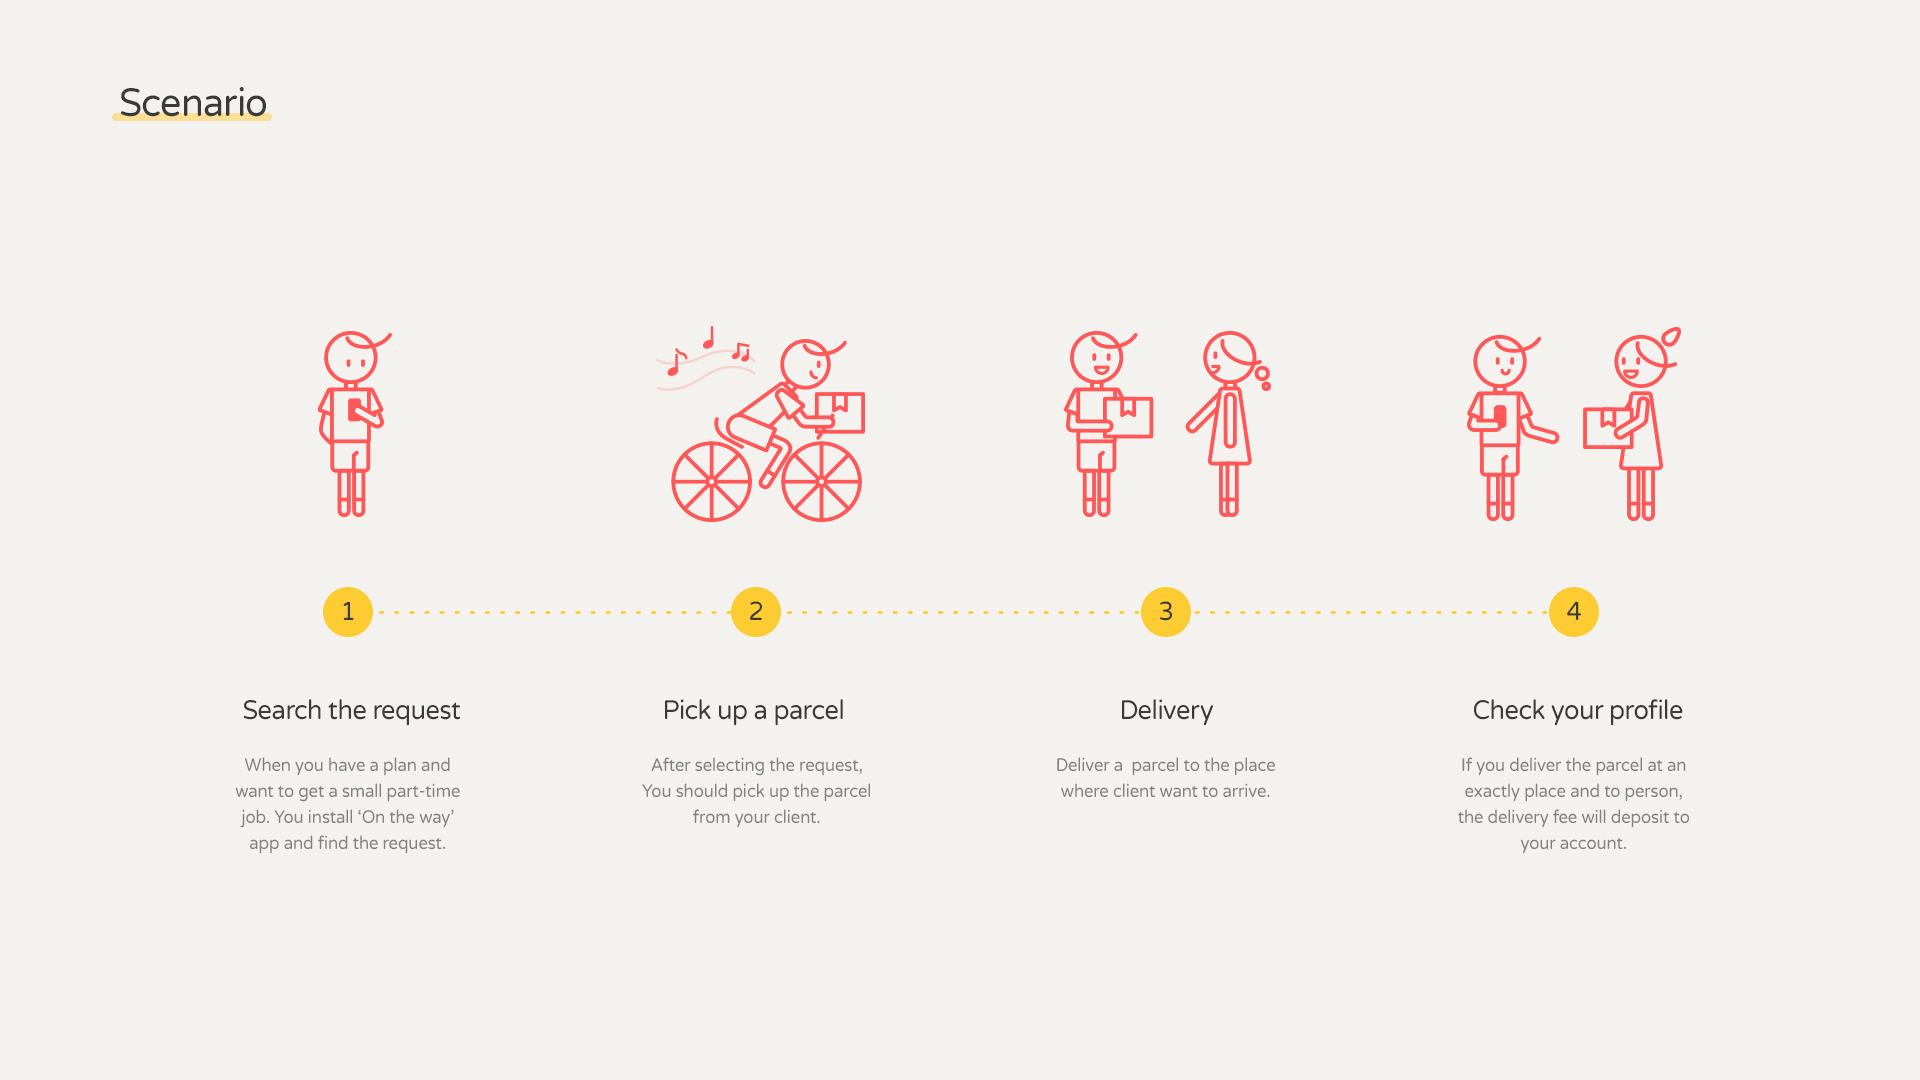 Scenario
1
2
3
4
Search the request
When you have a plan and
want to get a small part-time
job. You install ‘On the way’
app and find the request.
Pick up a parcel
After selecting the request,
You should pick up the parcel
from your client.
Delivery
Deliver a  parcel to the place
where client want to arrive.
Check your profile
If you deliver the parcel at an
exactly place and to person,
the delivery fee will deposit to
your account.